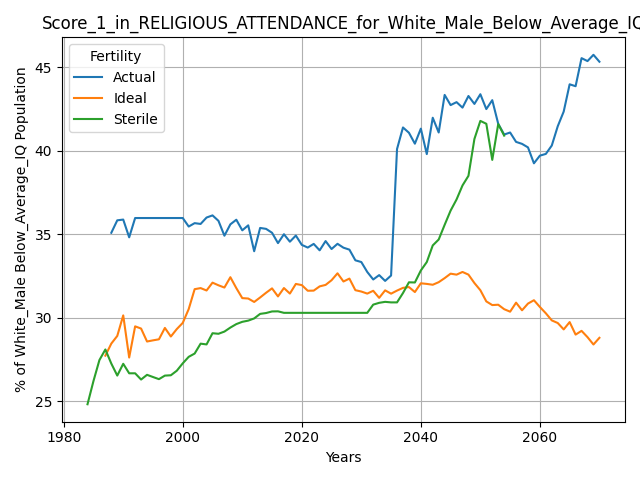 Score_1_in_RELIGIOUS_ATTENDANCE_for_White_Male_Below_Average_IQ
Fertility
Actual
Ideal
Sterile
% of White_Male Below_Average_IQ Population
45
40
35
30
25
1980
2000
2020
2040
2060
Years